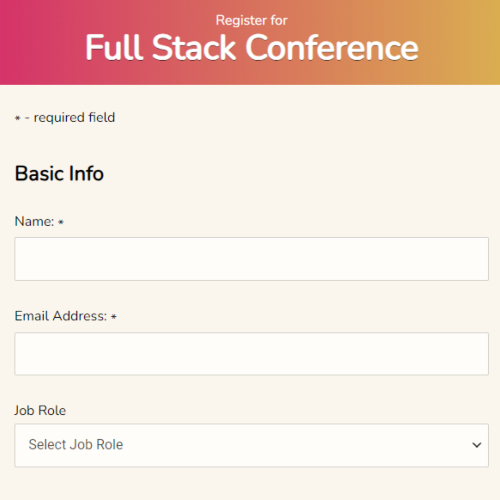 Register for
Full Stack Conference
* - required field
Basic Info
Name: *
Email Address: *
Job Role
Select Job Role